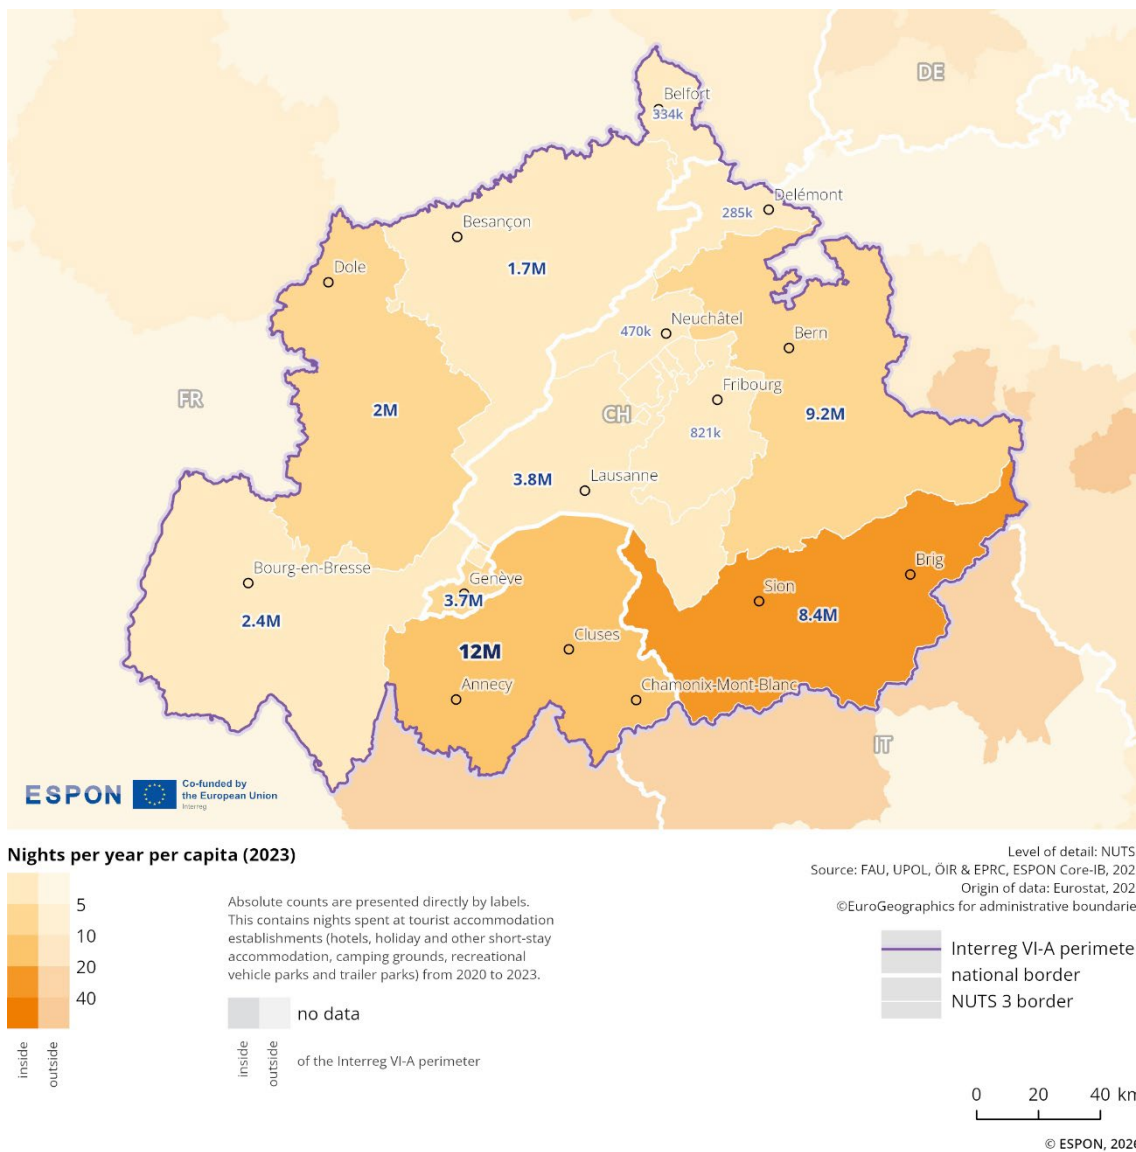 DE
Belfort
334k
Delémont
285k
Besançon
1.7M
Dole
Neuchâtel
470k
Bern
Fribourg
FR
2M
CH
9.2M
821k
Lausanne
3.8M
Brig
Bourg-en-Bresse
Genève
Sion
3.7M
8.4M
2.4M
Cluses
12M
Annecy
Chamonix-Mont-Blanc
IT
ESPON
Co-funded by
the European Union
Interreg
Nights per year per capita (2023)
5
10
20
40
inside
outside
Absolute counts are presented directly by labels.
This contains nights spent at tourist accommodation
establishments (hotels, holiday and other short-stay
accommodation, camping grounds, recreational
vehicle parks and trailer parks) from 2020 to 2023.
no data
inside
outside
of the Interreg VI-A perimeter
Level of detail: NUTS
Source: FAU, UPOL, ÖIR & EPRC, ESPON Core-IB, 202
Origin of data: Eurostat, 202
©EuroGeographics for administrative boundarie
Interreg VI-A perimete
national border
NUTS 3 border
0 20 40 km
© ESPON, 2026